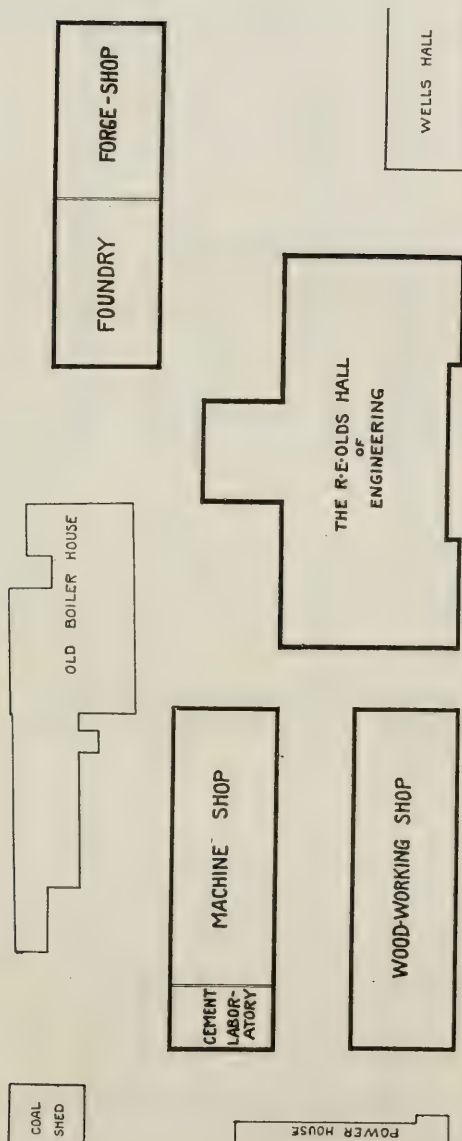 COAL
SHED
OLD BOILER HOUSE
FOUNDRY
FORGE-SHOP
CEMENT
LABOR-
ATORY
MACHINE SHOP
POWER HOUSE
WOOD-WORKING SHOP
THE R·E·OLDS HALL
OF
ENGINEERING
WELLS HALL